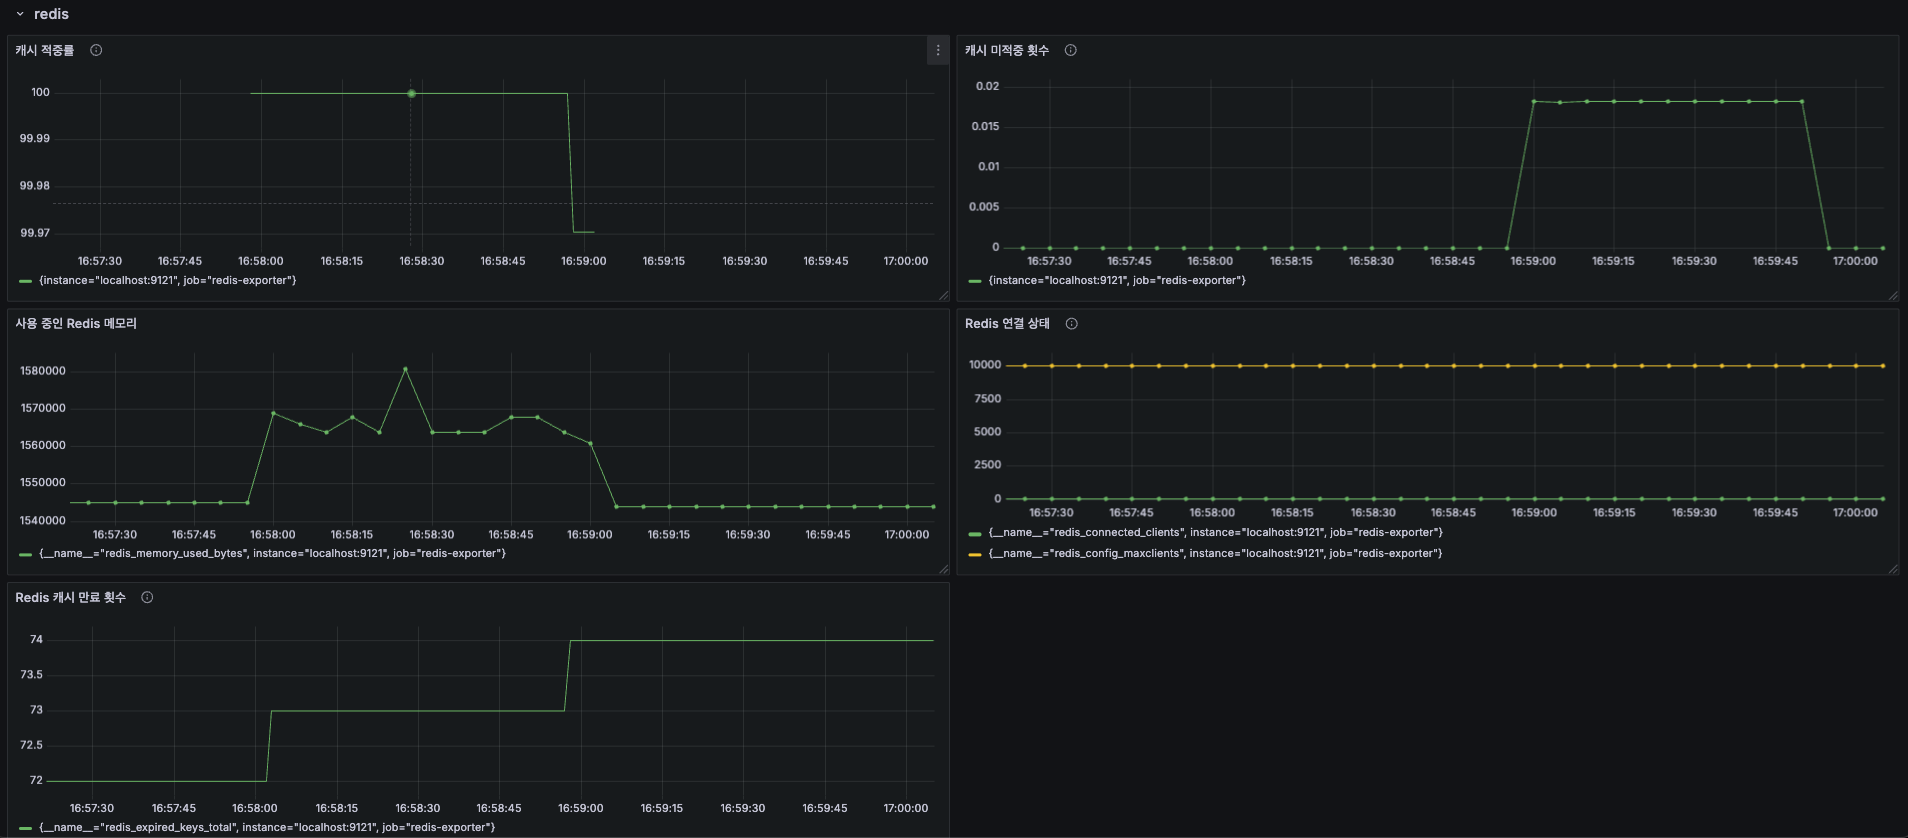 redis
캐시 적중률
100
99.99
99.98
99.97
16:57:30 16:57:45 16:58:00 16:58:15 16:58:30 16:58:45 16:59:00 16:59:15 16:59:30 16:59:45 17:00:00
{instance="localhost:9121", job="redis-exporter"}
캐시 미적중 횟수
0.02
0.015
0.01
0.005
0
16:57:30 16:57:45 16:58:00 16:58:15 16:58:30 16:58:45 16:59:00 16:59:15 16:59:30 16:59:45 17:00:00
{instance="localhost:9121", job="redis-exporter"}
사용 중인 Redis 메모리
1580000
1570000
1560000
1550000
1540000
16:57:30 16:57:45 16:58:00 16:58:15 16:58:30 16:58:45 16:59:00 16:59:15 16:59:30 16:59:45 17:00:00
{__name__="redis_memory_used_bytes", instance="localhost:9121", job="redis-exporter"}
Redis 연결 상태
10000
7500
5000
2500
0
16:57:30 16:57:45 16:58:00 16:58:15 16:58:30 16:58:45 16:59:00 16:59:15 16:59:30 16:59:45 17:00:00
{__name__="redis_connected_clients", instance="localhost:9121", job="redis-exporter"}
{__name__="redis_config_maxclients", instance="localhost:9121", job="redis-exporter"}
Redis 캐시 만료 횟수
74
73.5
73
72.5
72
16:57:30 16:57:45 16:58:00 16:58:15 16:58:30 16:58:45 16:59:00 16:59:15 16:59:30 16:59:45 17:00:00
{__name__="redis_expired_keys_total", instance="localhost:9121", job="redis-exporter"}